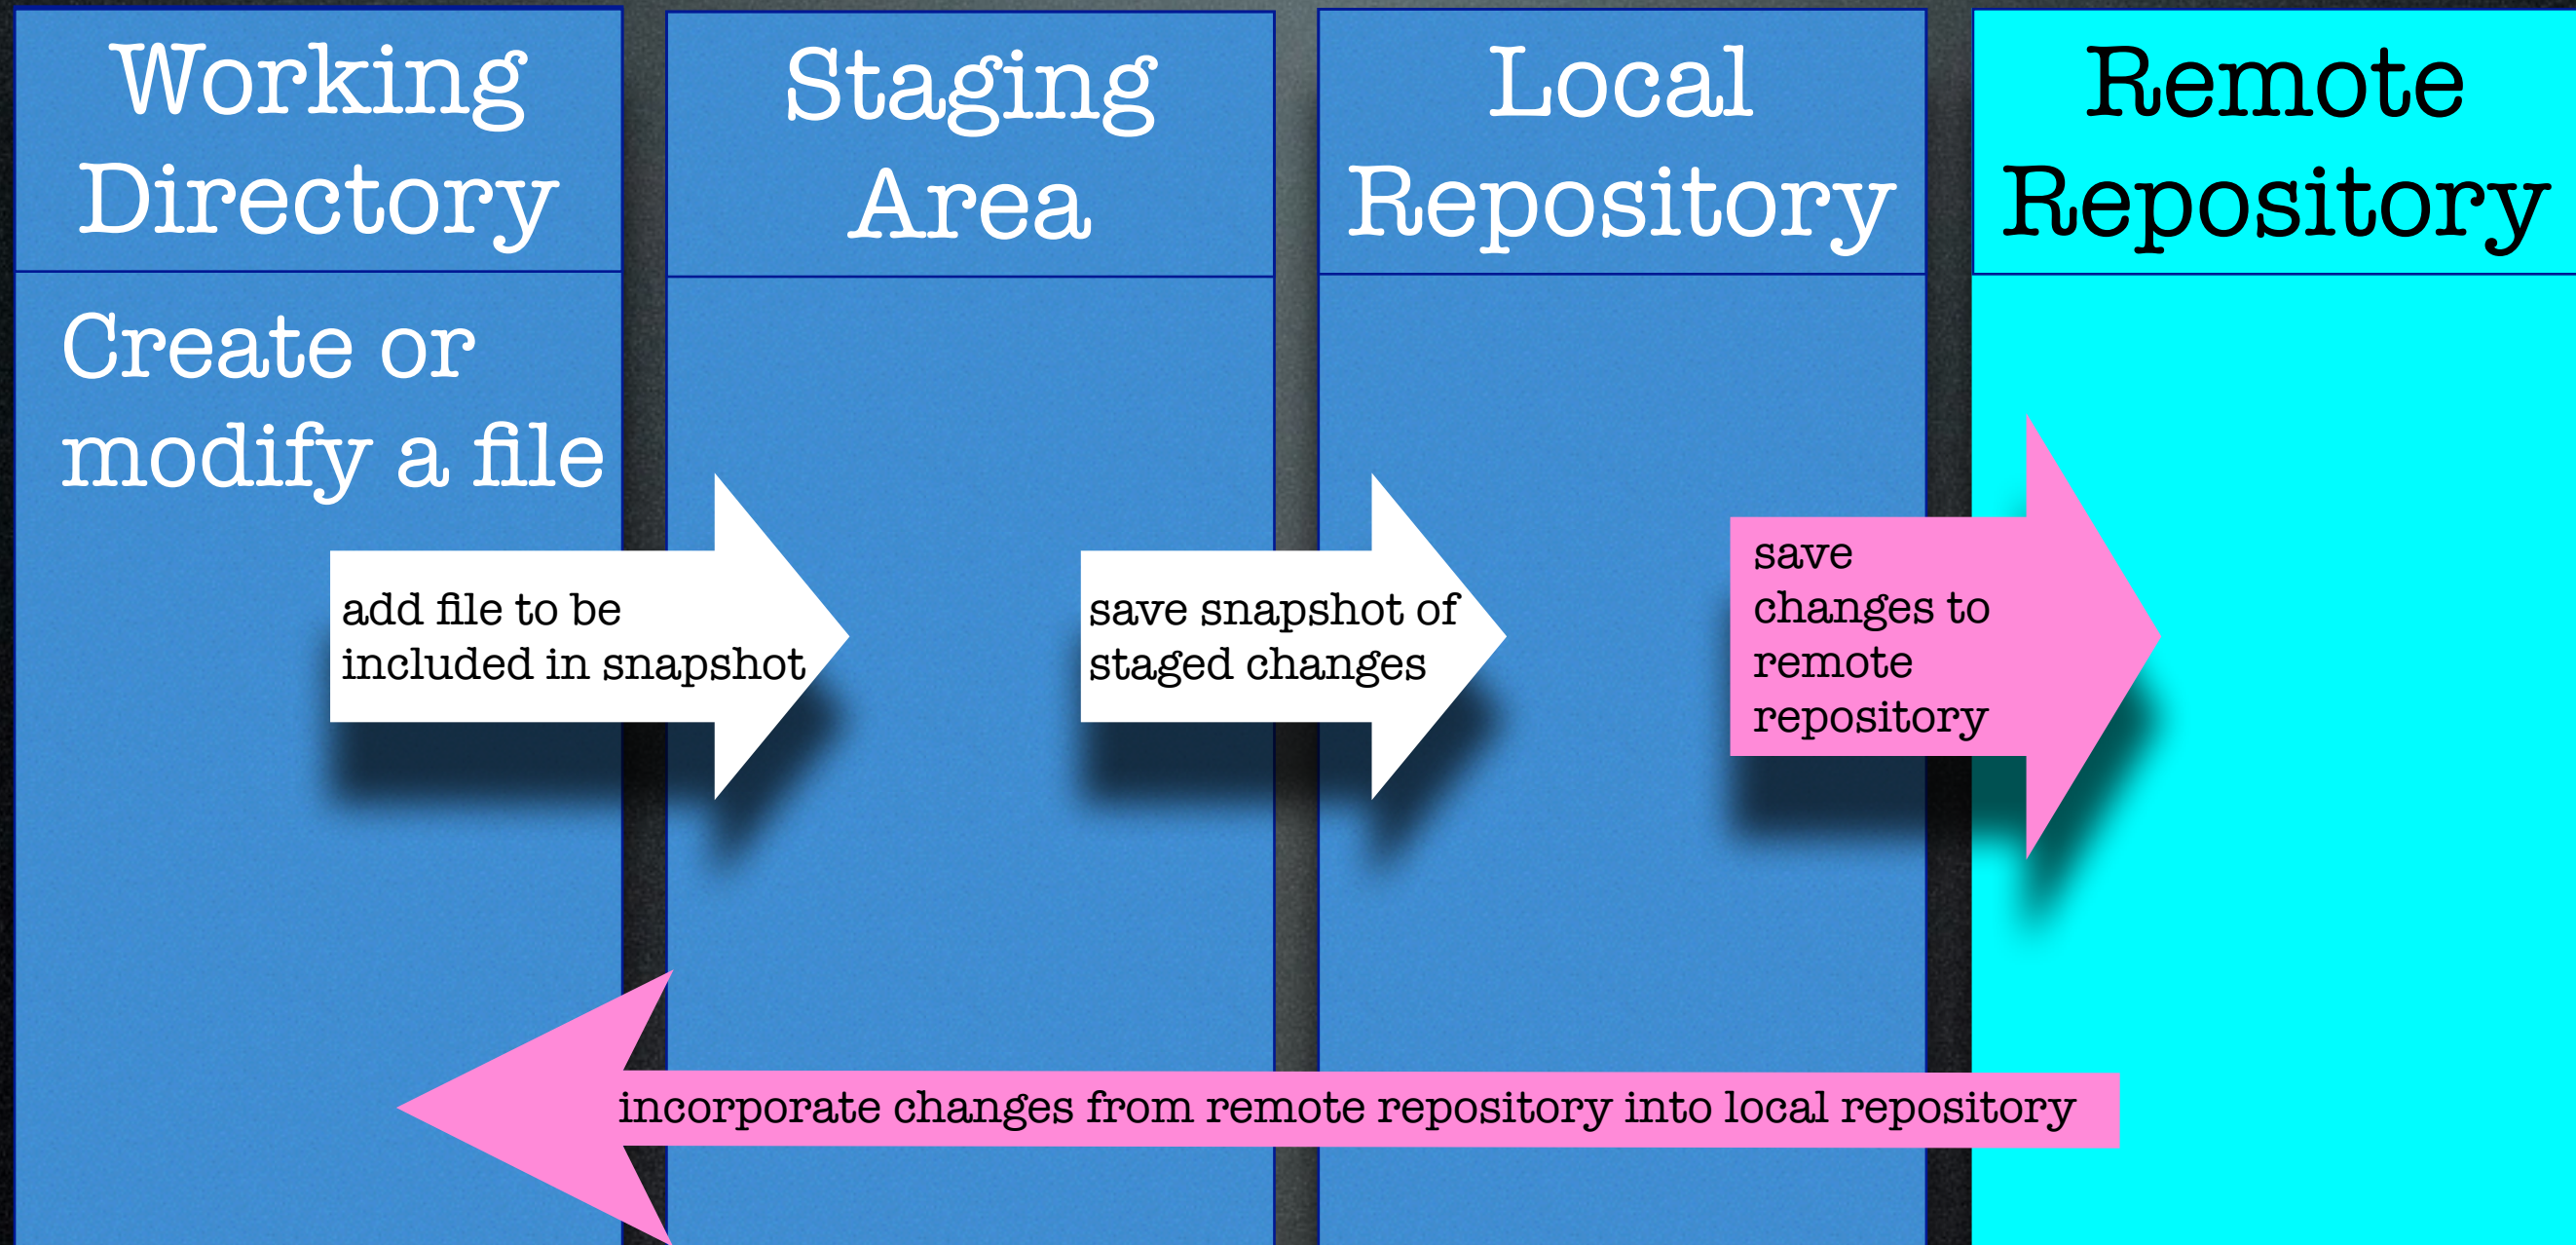 Working
Directory
Staging
Area
Local
Repository
Remote
Repository
Create or
modify a file
add file to be
included in snapshot
save snapshot of
staged changes
save
changes to
remote
repository
incorporate changes from remote repository into local repository